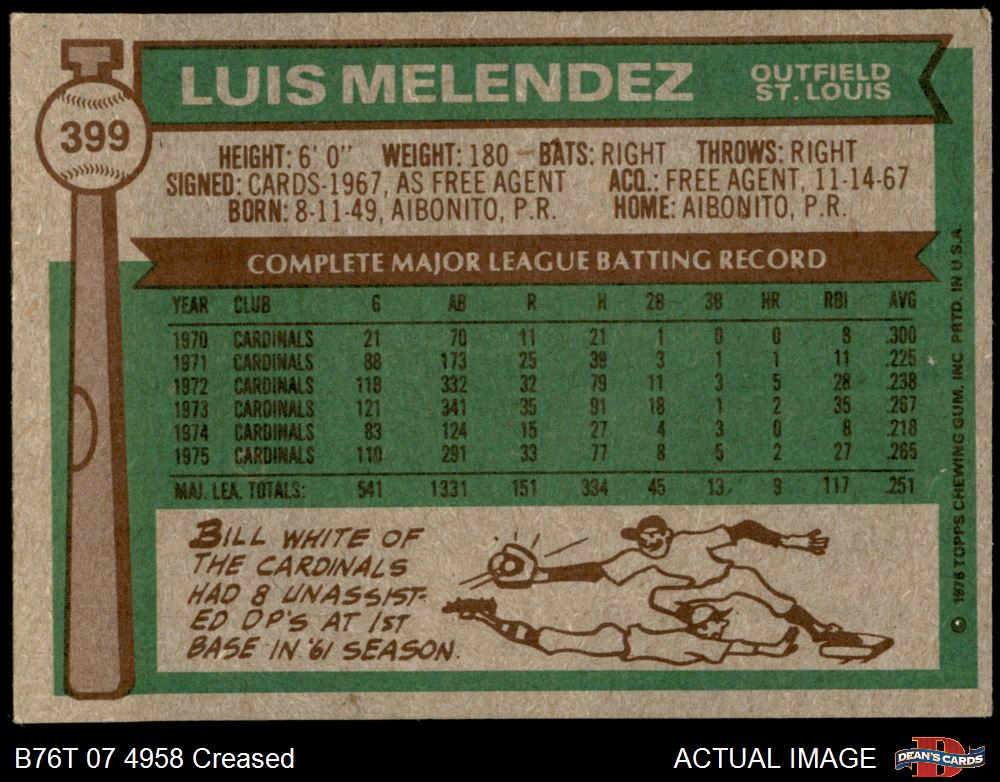 399
LUIS MELENDEZ
OUTFIELD
ST. LOUIS
HEIGHT: 6' 0" WEIGHT: 180 BATS: RIGHT THROWS: RIGHT
SIGNED: CARDS-1967, AS FREE AGENT ACQ.: FREE AGENT, 11-14-67
BORN: 8-11-49, AIBONITO, P.R. HOME: AIBONITO, P.R.
COMPLETE MAJOR LEAGUE BATTING RECORD
YEAR CLUB G AB R H 2B 3B HR RBI AVG
1970 CARDINALS 21 70 11 21 1 0 0 8 .300
1971 CARDINALS 88 173 25 39 3 1 1 11 .225
1972 CARDINALS 118 332 32 79 11 3 5 28 .238
1973 CARDINALS 121 341 35 91 18 1 2 35 .267
1974 CARDINALS 83 124 15 27 4 3 0 8 .218
1975 CARDINALS 110 291 33 77 8 5 2 27 .265
MAJ. LEA. TOTALS: 541 1331 151 334 45 13 9 117 .251
BILL WHITE OF
THE CARDINALS
HAD 8 UNASSIST-
ED DP'S AT 1ST
BASE IN '61 SEASON.
© 1976 TOPPS CHEWING GUM, INC. PRTD. IN U.S.A.
B76T 07 4958 Creased
ACTUAL IMAGE
D
DEAN'S CARDS